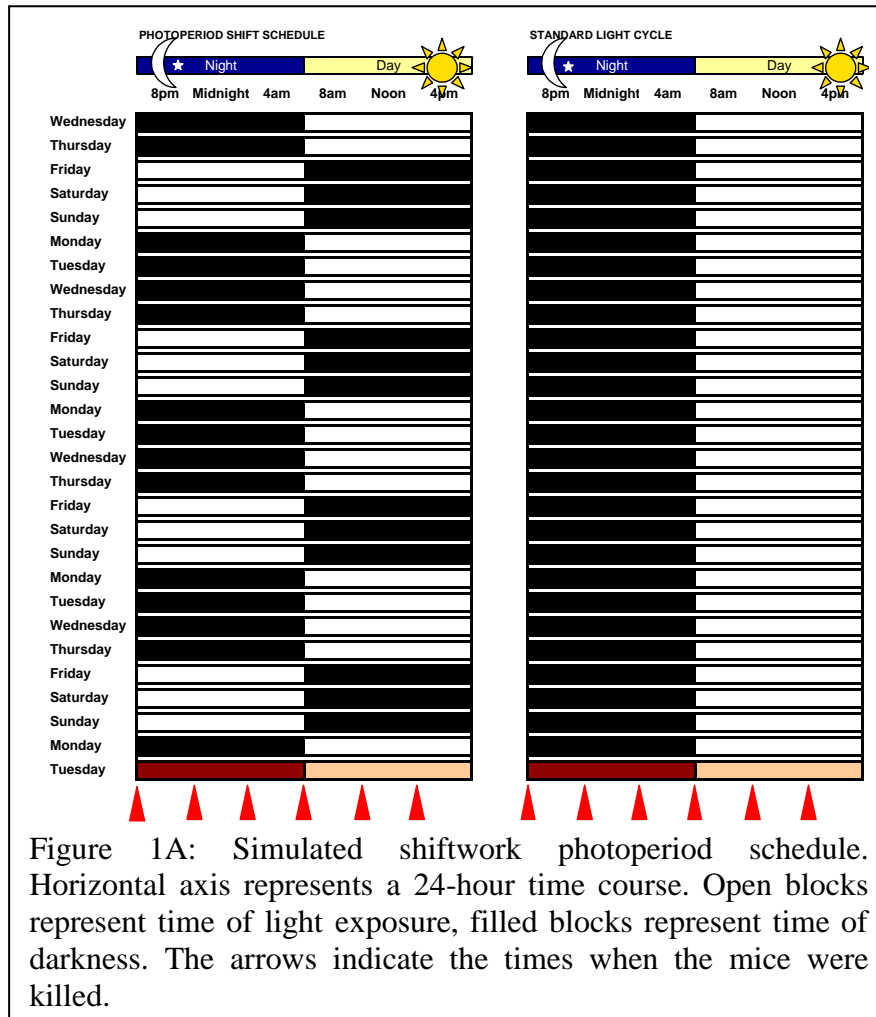 PHOTOPERIOD SHIFT SCHEDULE
STANDARD LIGHT CYCLE
Night Day
Night Day
8pm Midnight 4am 8am Noon 4pm
8pm Midnight 4am 8am Noon 4pm
Wednesday
Thursday
Friday
Saturday
Sunday
Monday
Tuesday
Wednesday
Thursday
Friday
Saturday
Sunday
Monday
Tuesday
Wednesday
Thursday
Friday
Saturday
Sunday
Monday
Tuesday
Wednesday
Thursday
Friday
Saturday
Sunday
Monday
Tuesday
Figure 1A: Simulated shiftwork photoperiod schedule.
Horizontal axis represents a 24-hour time course. Open blocks
represent time of light exposure, filled blocks represent time of
darkness. The arrows indicate the times when the mice were
killed.